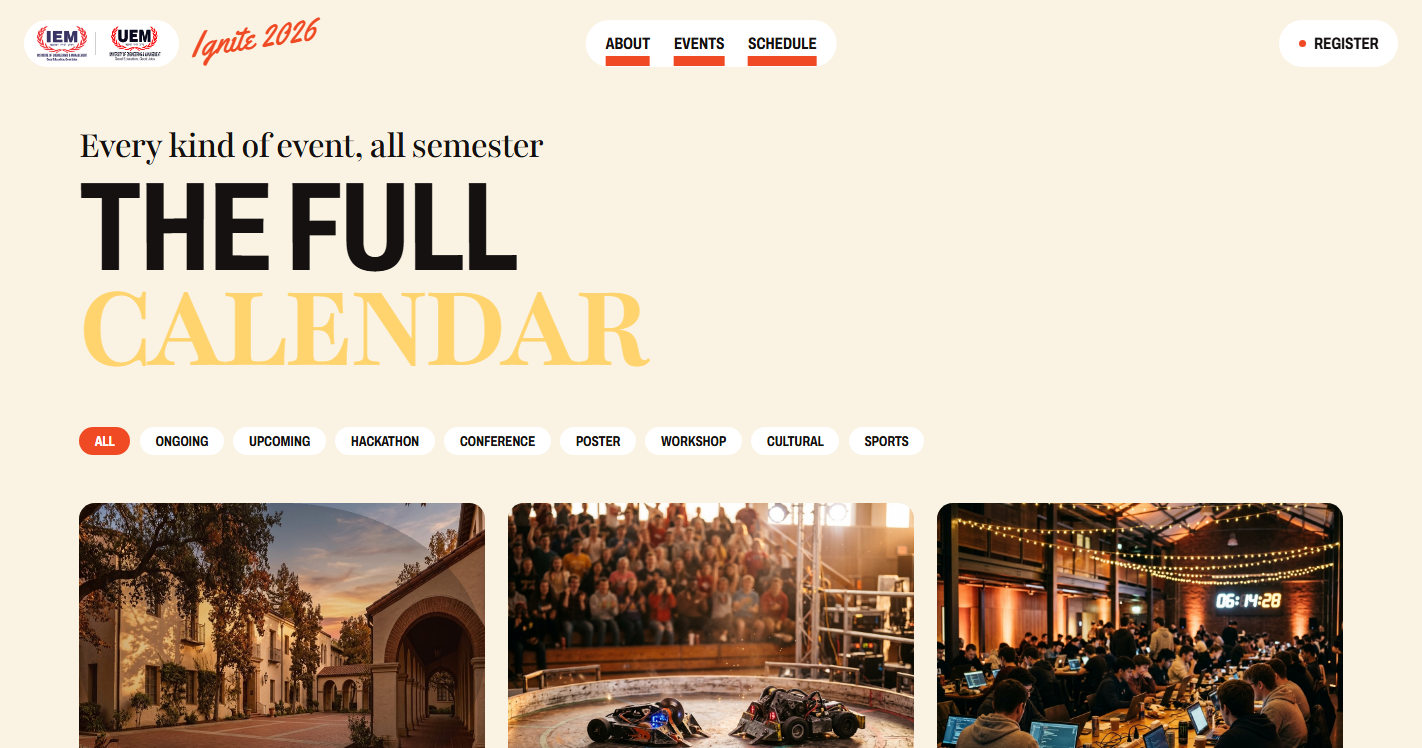 IEM
UEM
Ignite 2026
ABOUT
EVENTS
SCHEDULE
REGISTER
Every kind of event, all semester
THE FULL
CALENDAR
ALL
ONGOING
UPCOMING
HACKATHON
CONFERENCE
POSTER
WORKSHOP
CULTURAL
SPORTS
06:14:28